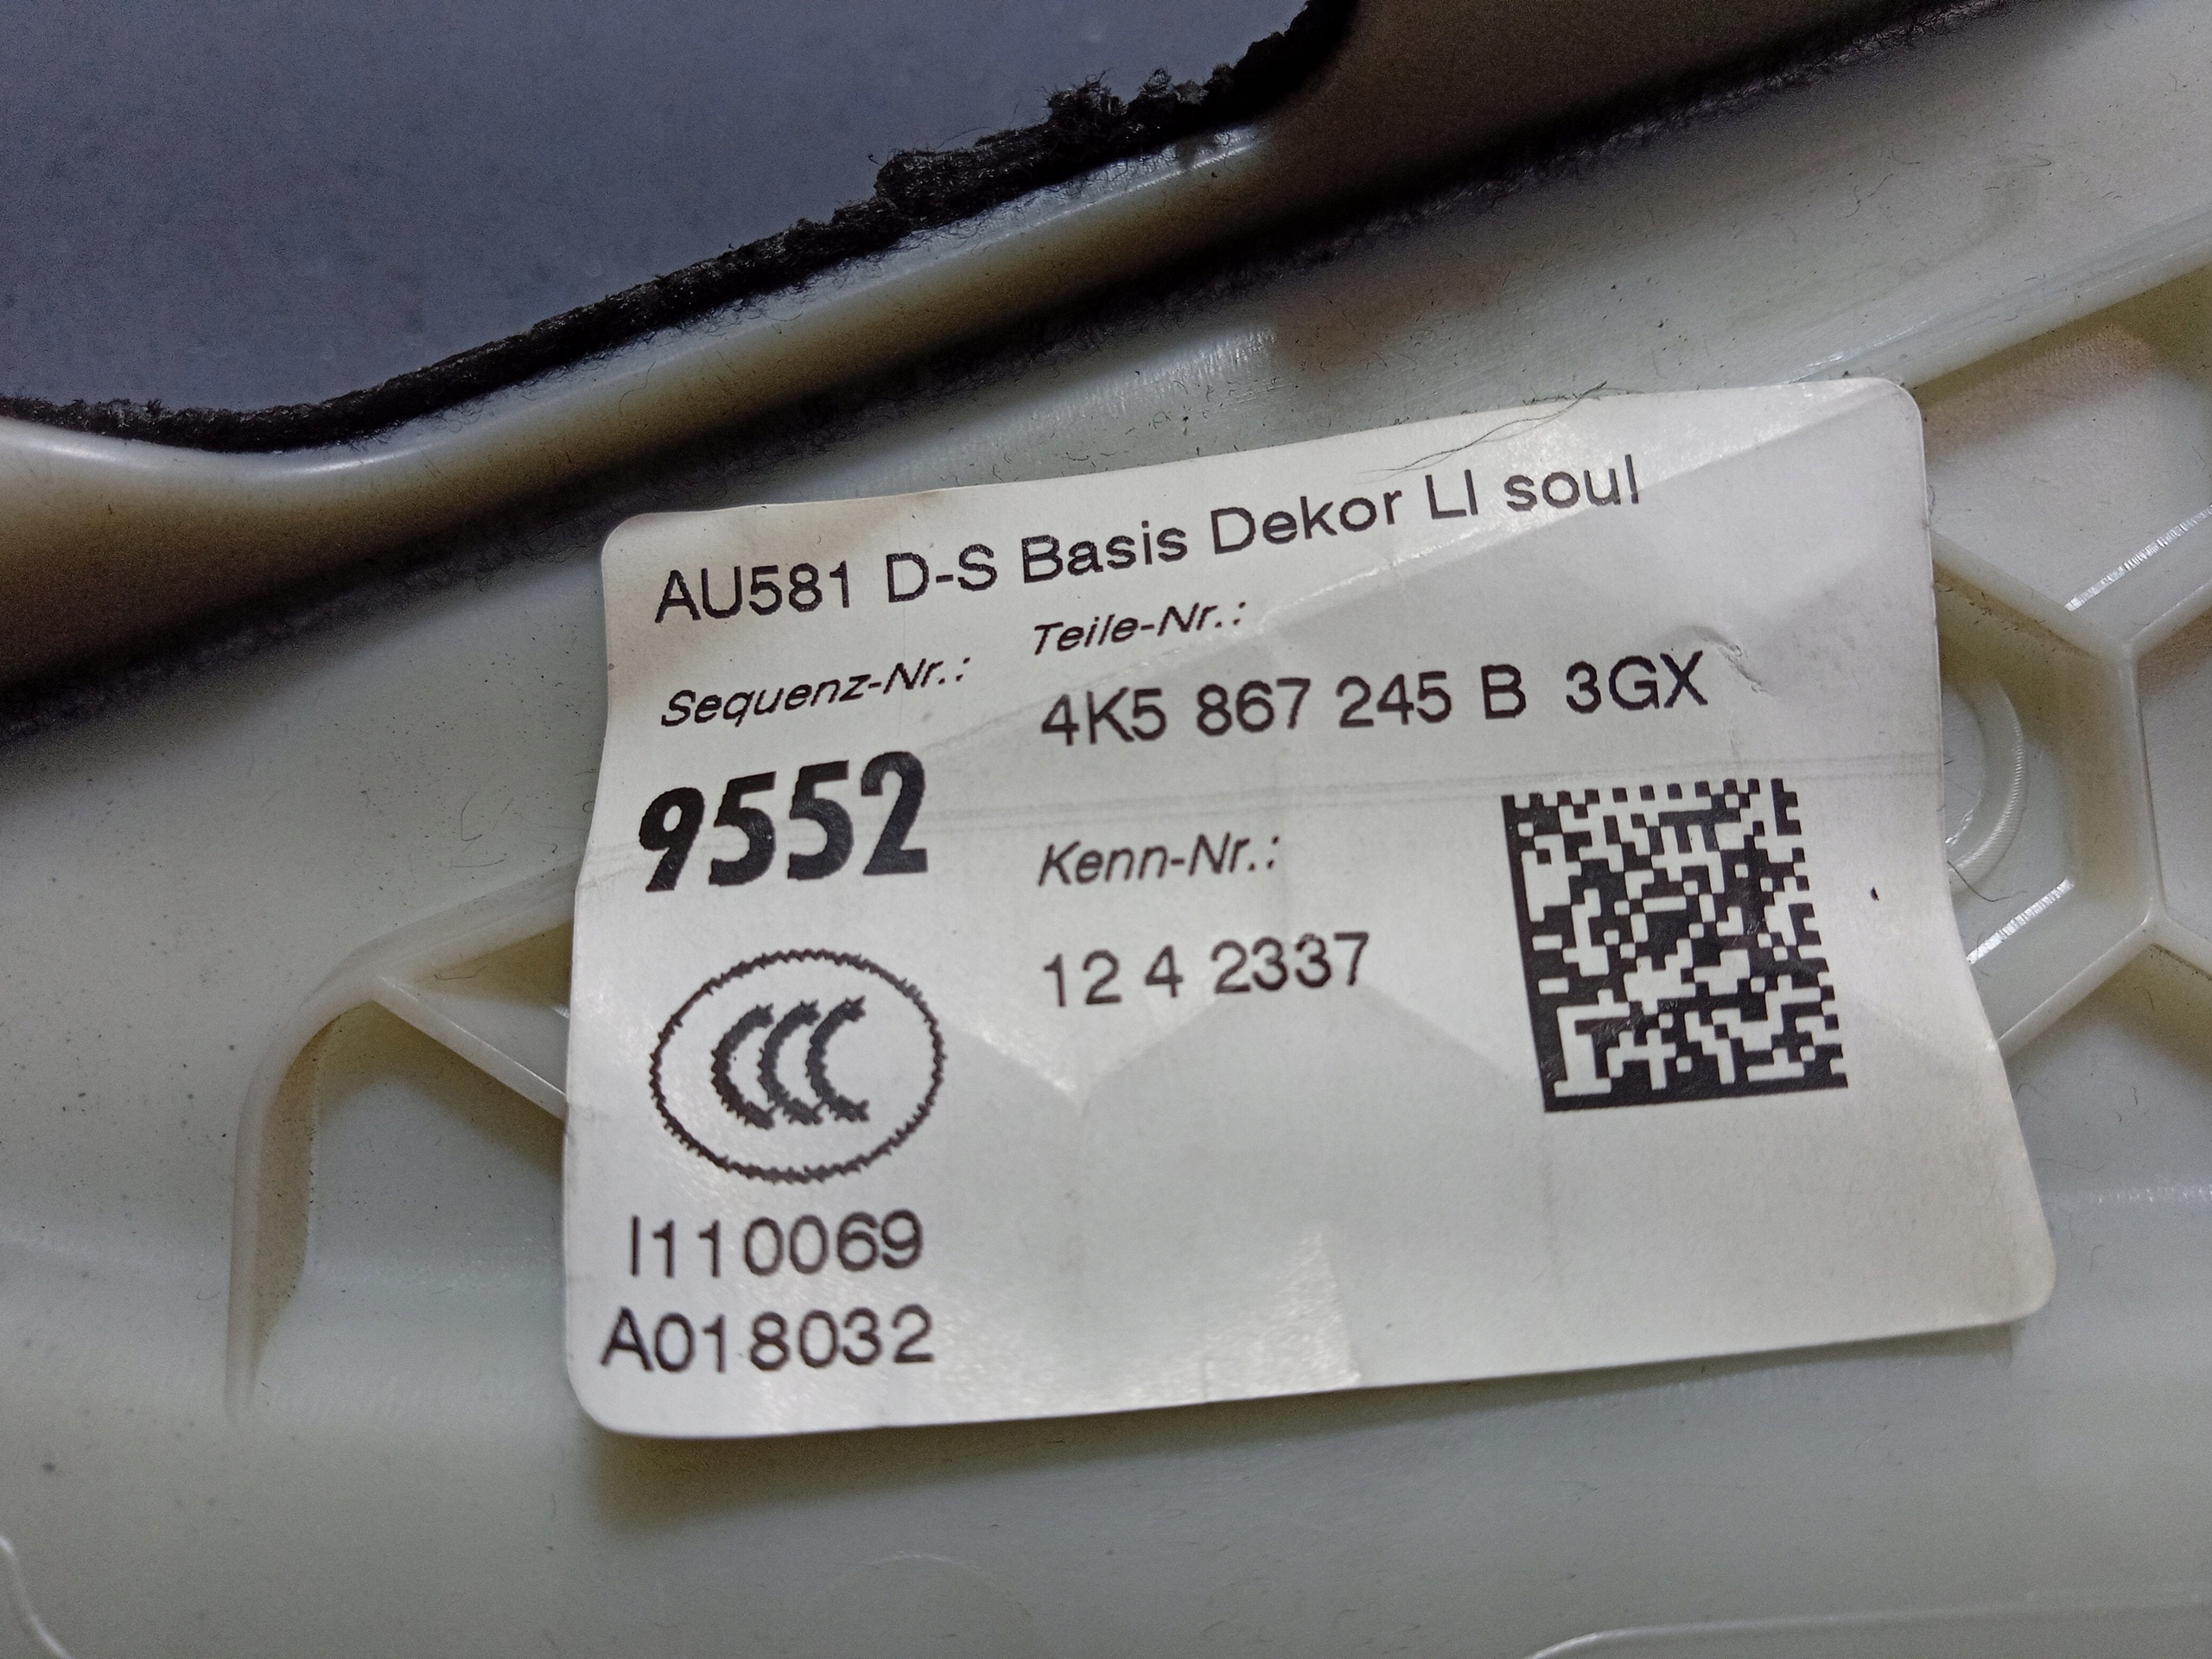 AU581 D-S Basis Dekor LI soul
Sequenz-Nr.: Teile-Nr.:
9552 4K5 867 245 B 3GX
Kenn-Nr.:
12 4 2337
CCC
I110069
A018032